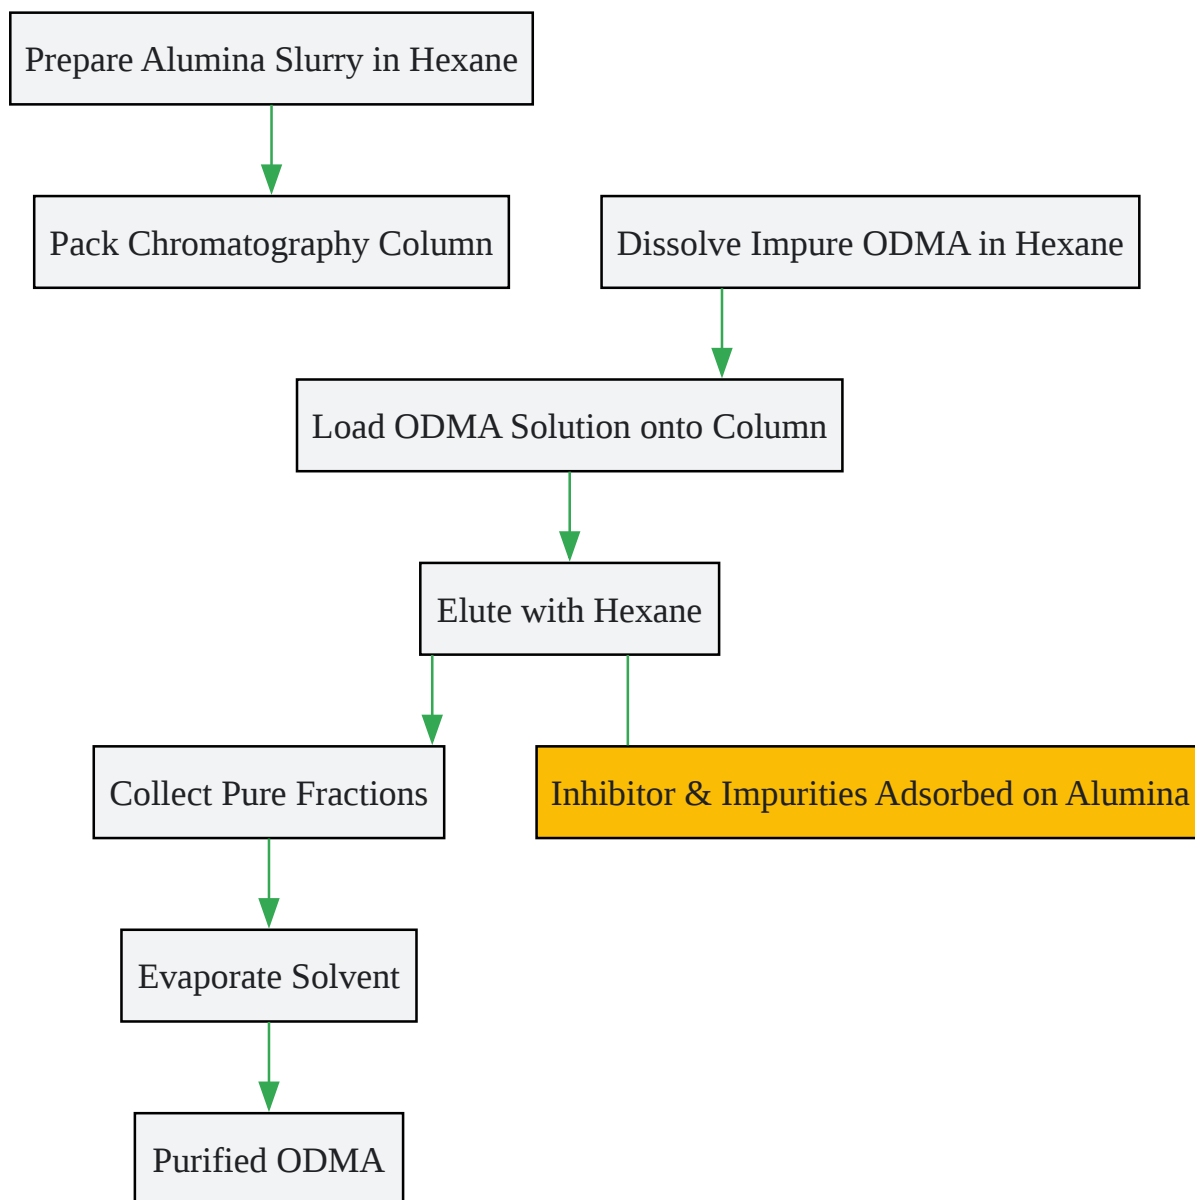 Prepare Alumina Slurry in Hexane
Pack Chromatography Column
Dissolve Impure ODMA in Hexane
Load ODMA Solution onto Column
Elute with Hexane
Collect Pure Fractions
Inhibitor & Impurities Adsorbed on Alumina
Evaporate Solvent
Purified ODMA